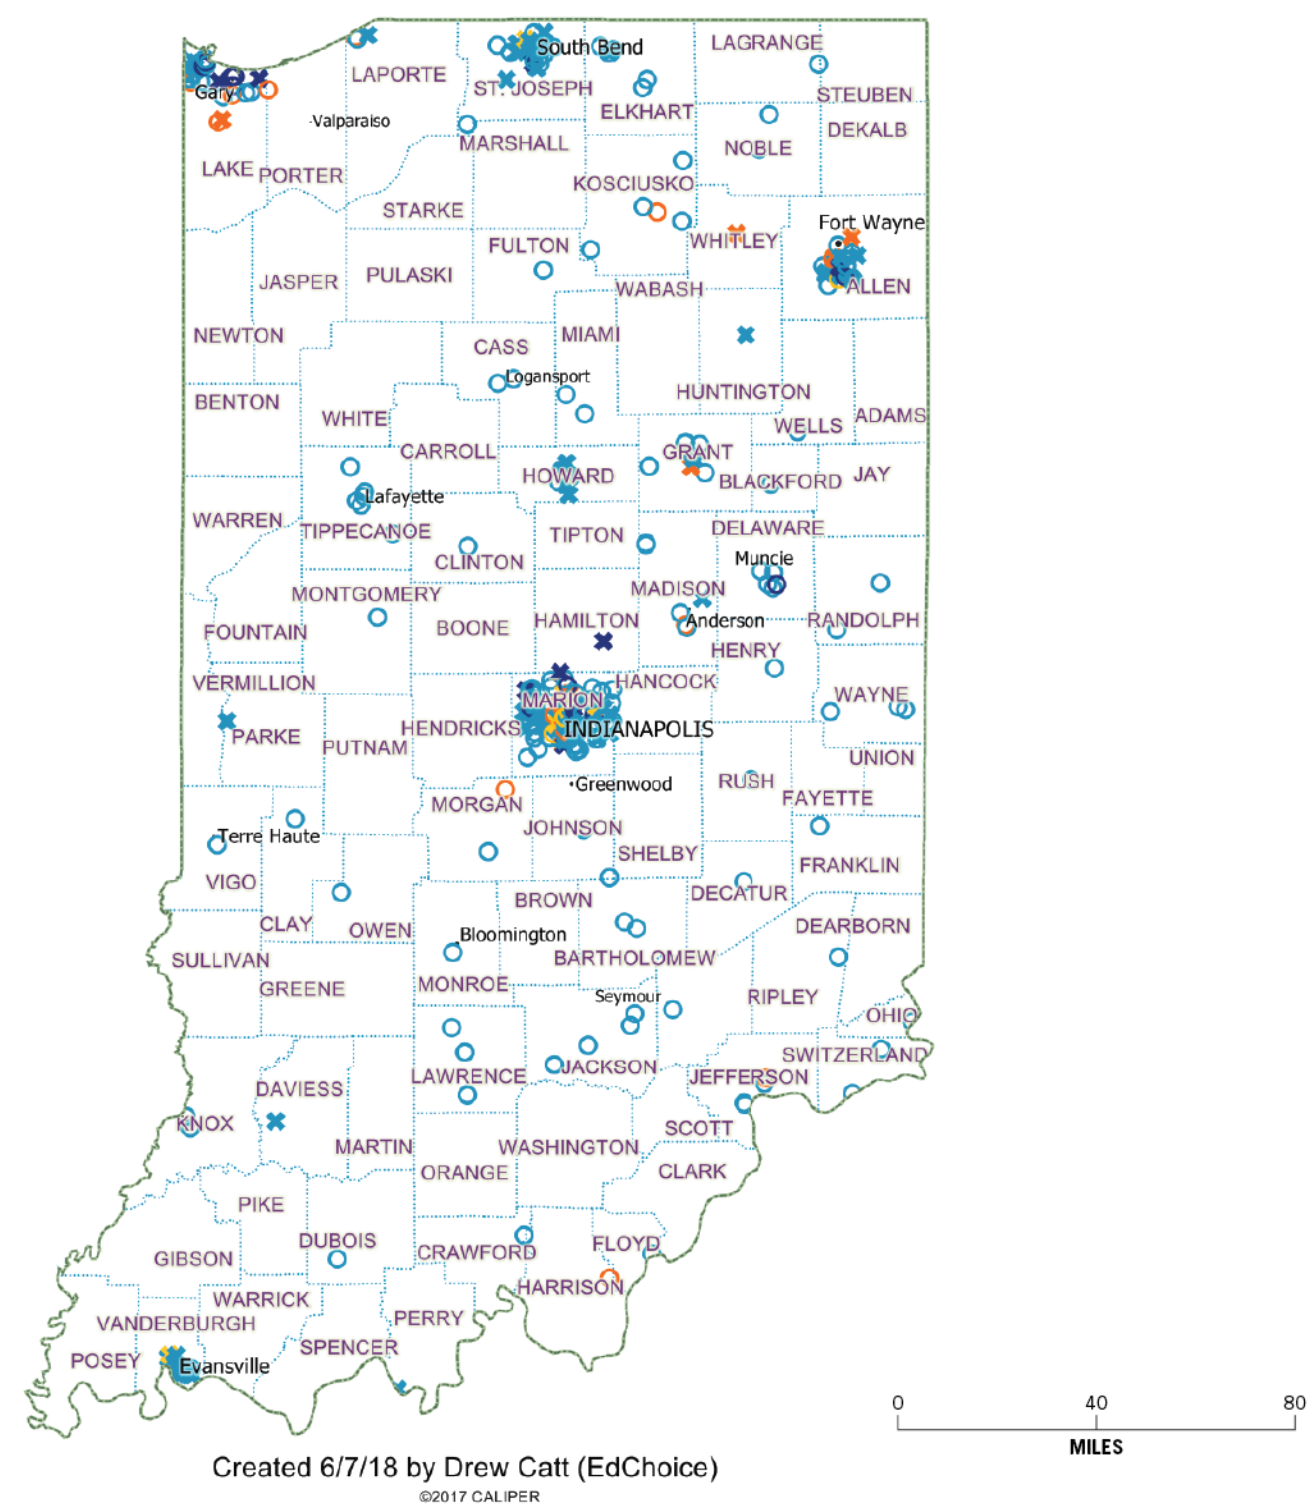 LAGRANGE
South Bend
LAPORTE
ST. JOSEPH
Gary
STEUBEN
ELKHART
Valparaiso
DEKALB
MARSHALL
NOBLE
LAKE
PORTER
KOSCIUSKO
STARKE
Fort Wayne
FULTON
WHITLEY
PULASKI
JASPER
ALLEN
WABASH
NEWTON
MIAMI
CASS
Logansport
HUNTINGTON
BENTON
WHITE
ADAMS
WELLS
CARROLL
GRANT
HOWARD
BLACKFORD
JAY
Lafayette
WARREN
TIPPECANOE
DELAWARE
TIPTON
Muncie
CLINTON
MADISON
MONTGOMERY
HAMILTON
Anderson
RANDOLPH
BOONE
FOUNTAIN
HENRY
VERMILLION
HANCOCK
WAYNE
MARION
HENDRICKS
INDIANAPOLIS
PARKE
PUTNAM
UNION
RUSH
Greenwood
FAYETTE
MORGAN
JOHNSON
Terre Haute
SHELBY
FRANKLIN
VIGO
DECATUR
BROWN
CLAY
OWEN
DEARBORN
Bloomington
SULLIVAN
BARTHOLOMEW
MONROE
GREENE
Seymour
RIPLEY
OHIO
SWITZERLAND
JACKSON
LAWRENCE
JEFFERSON
DAVIESS
KNOX
SCOTT
MARTIN
WASHINGTON
ORANGE
CLARK
PIKE
DUBOIS
FLOYD
CRAWFORD
GIBSON
HARRISON
WARRICK
PERRY
VANDERBURGH
SPENCER
POSEY
Evansville
0 40 80
MILES
Created 6/7/18 by Drew Catt (EdChoice)
©2017 CALIPER